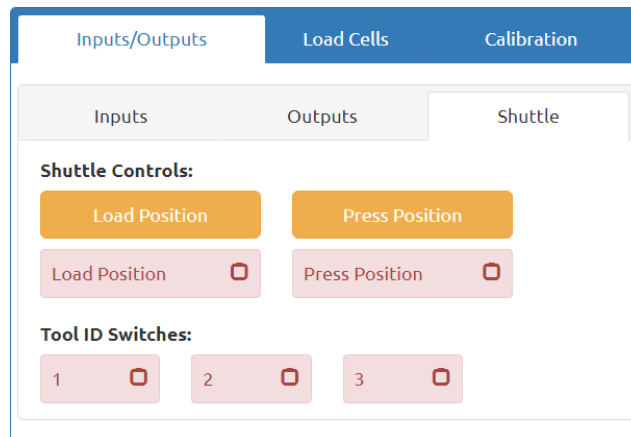 Inputs/Outputs Load Cells Calibration
Inputs Outputs Shuttle
Shuttle Controls:
Load Position Press Position
Load Position Press Position
Tool ID Switches:
1 2 3